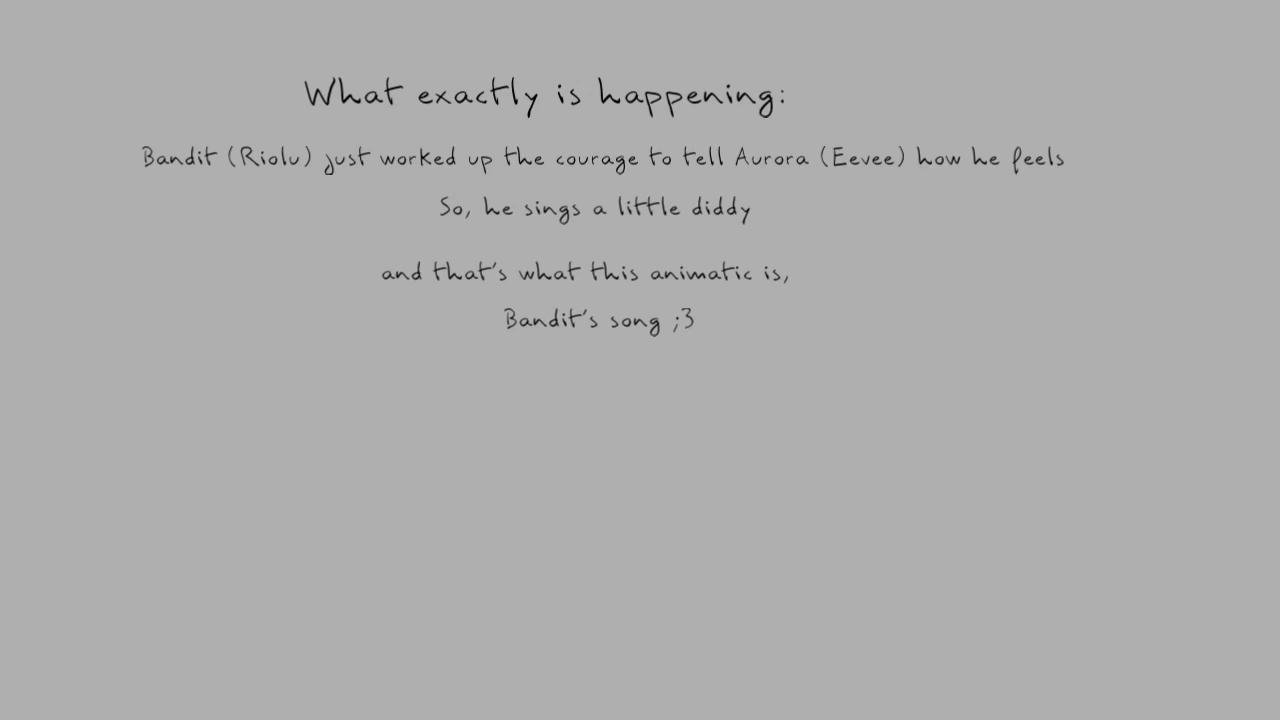 What exactly is happening:
Bandit (Riolu) just worked up the courage to tell Aurora (Eevee) how he feels
So, he sings a little diddy
and that's what this animatic is,
Bandit's song ;3